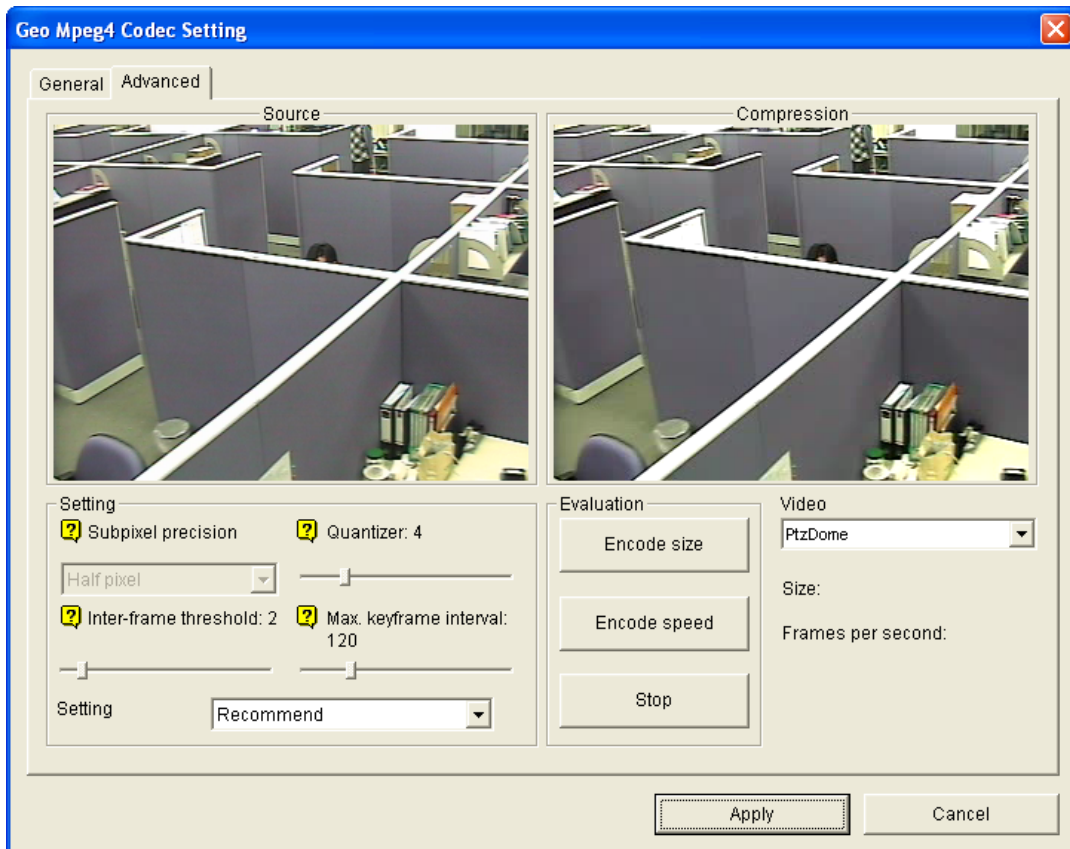 Geo Mpeg4 Codec Setting
General
Advanced
Source
Compression
Setting
Subpixel precision
Quantizer: 4
Half pixel
Inter-frame threshold: 2
Max. keyframe interval:
120
Setting
Recommend
Evaluation
Encode size
Encode speed
Stop
Video
PtzDome
Size:
Frames per second:
Apply
Cancel